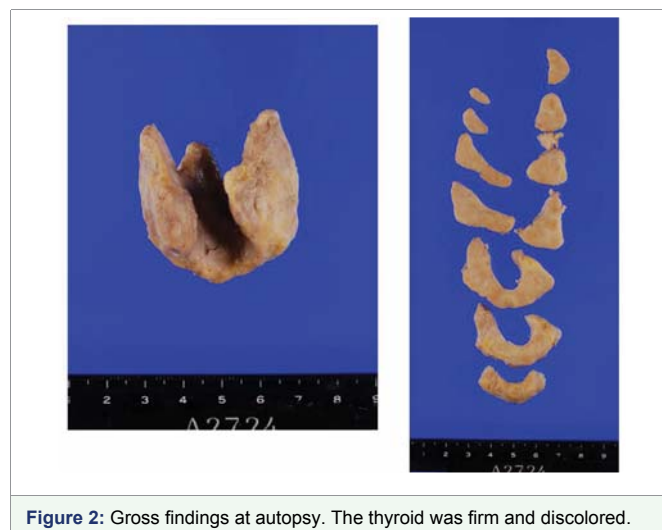 1 2 3 4 5 6 7 8 9
A2724
1 2 3 4 5 6 7 8 9
A2724
Figure 2: Gross findings at autopsy. The thyroid was firm and discolored.